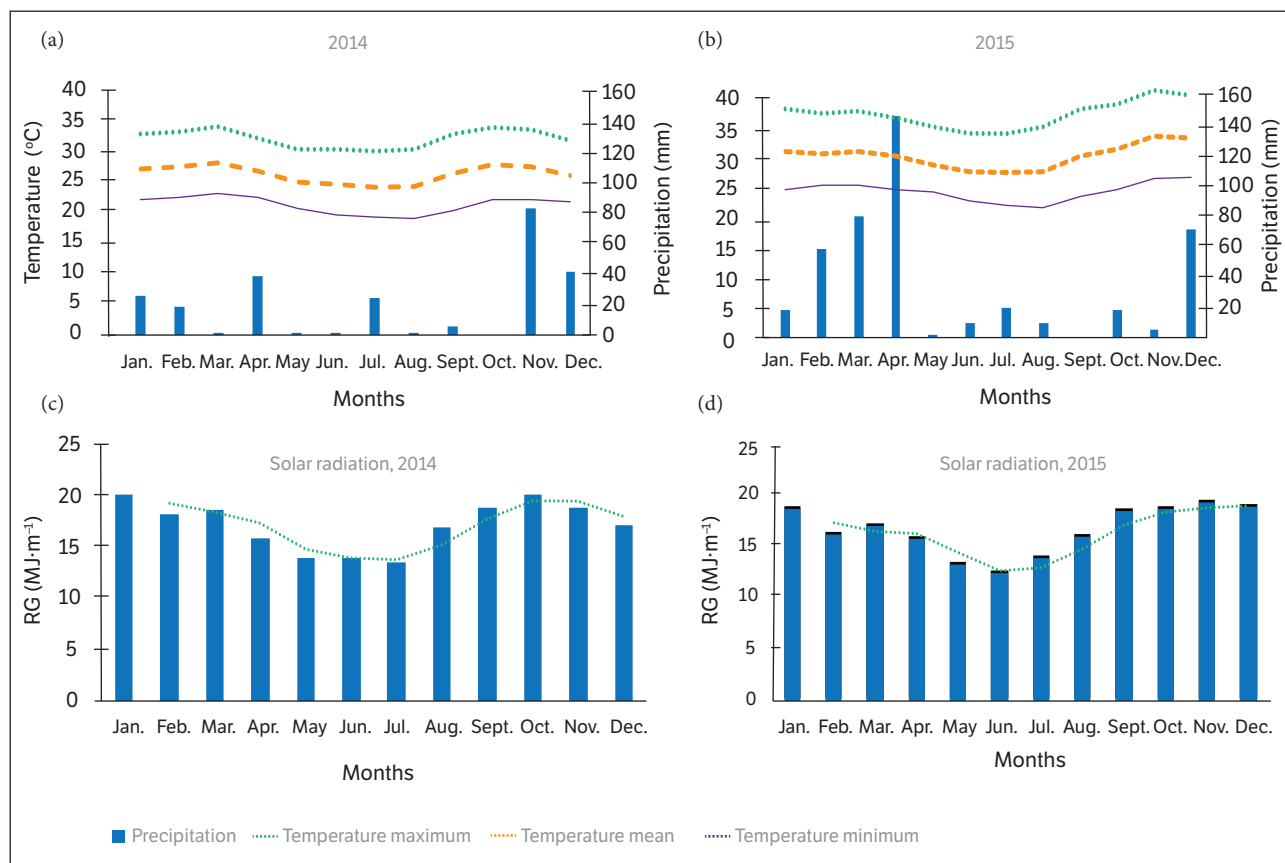 (a)
2014
Temperature (ºC)
40
35
30
25
20
15
10
5
0
160
140
120
100
80
60
40
20
0
Precipitation (mm)
Jan. Feb. Mar. Apr. May Jun. Jul. Aug. Sept. Oct. Nov. Dec.
Months
(b)
2015
40
35
30
25
20
15
10
5
0
160
140
120
100
80
60
40
20
Precipitation (mm)
Jan. Feb. Mar. Apr. May Jun. Jul. Aug. Sept. Oct. Nov. Dec.
Months
(c)
Solar radiation, 2014
RG (MJ·m⁻¹)
25
20
15
10
5
0
Jan. Feb. Mar. Apr. May Jun. Jul. Aug. Sept. Oct. Nov. Dec.
Months
(d)
Solar radiation, 2015
RG (MJ·m⁻¹)
25
20
15
10
5
0
Jan. Feb. Mar. Apr. May Jun. Jul. Aug. Sept. Oct. Nov. Dec.
Months
Precipitation Temperature maximum Temperature mean Temperature minimum